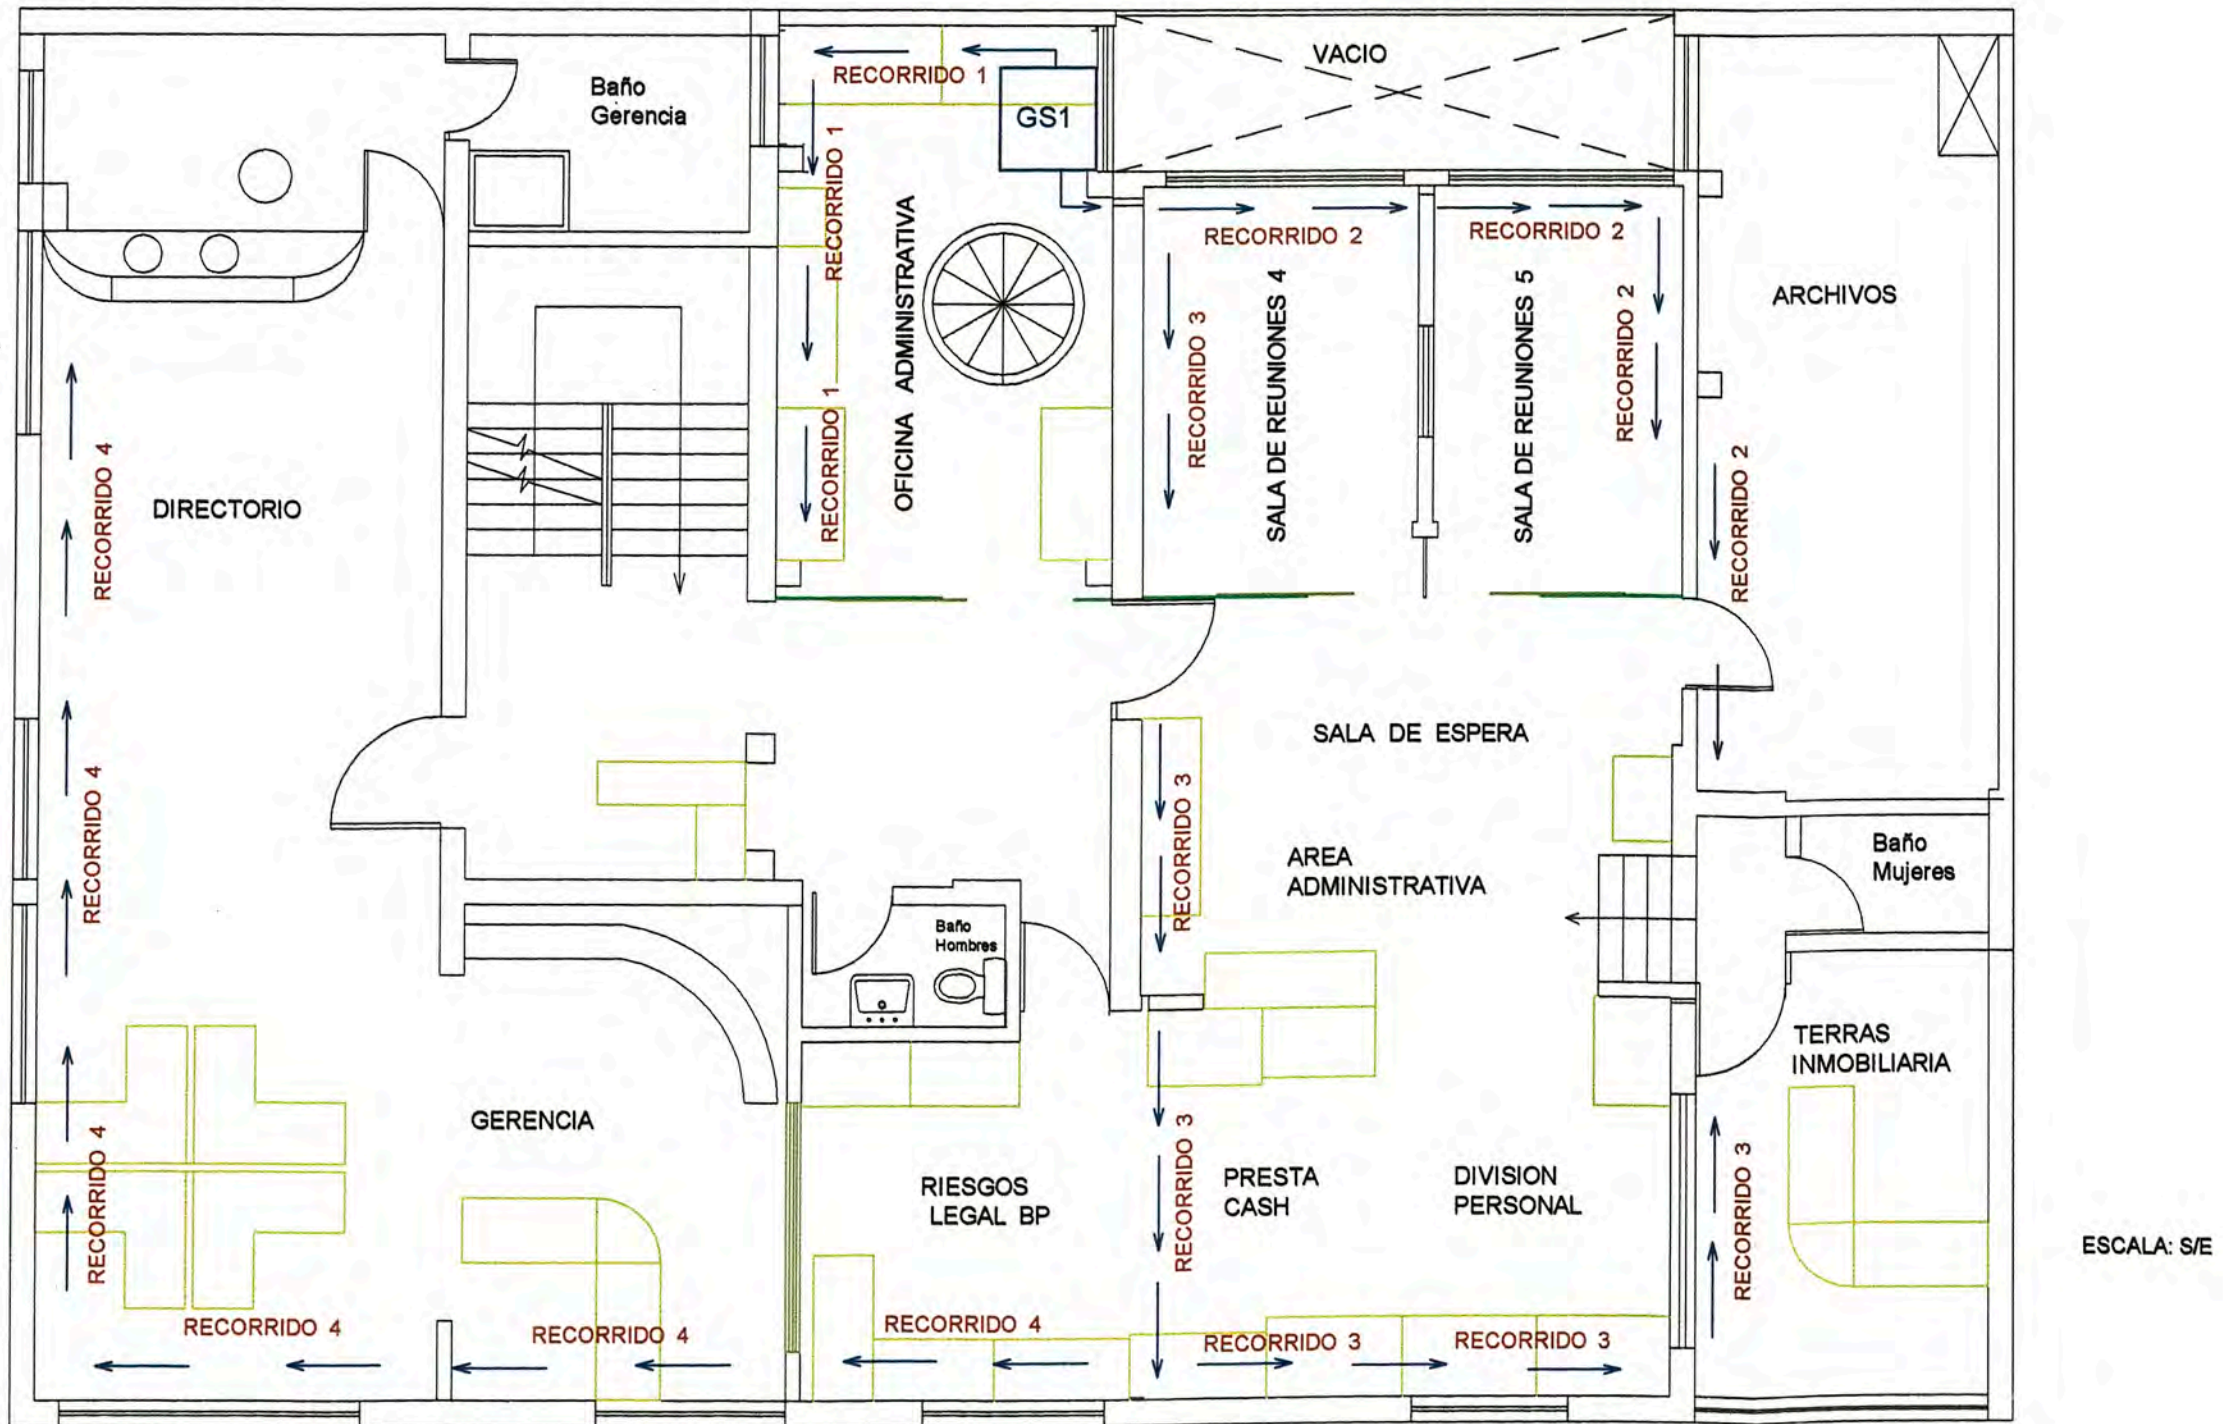 VACIO
RECORRIDO 1
Baño
Gerencia
GS1
RECORRIDO 1
OFICINA ADMINISTRATIVA
RECORRIDO 2
RECORRIDO 2
SALA DE REUNIONES 4
SALA DE REUNIONES 5
RECORRIDO 2
ARCHIVOS
RECORRIDO 3
RECORRIDO 1
RECORRIDO 4
DIRECTORIO
RECORRIDO 2
SALA DE ESPERA
RECORRIDO 4
RECORRIDO 3
AREA
ADMINISTRATIVA
Baño
Mujeres
Baño
Hombres
TERRAS
INMOBILIARIA
GERENCIA
RECORRIDO 4
RECORRIDO 3
RIESGOS
LEGAL BP
PRESTA
CASH
DIVISION
PERSONAL
RECORRIDO 3
ESCALA: S/E
RECORRIDO 4
RECORRIDO 4
RECORRIDO 4
RECORRIDO 3
RECORRIDO 3